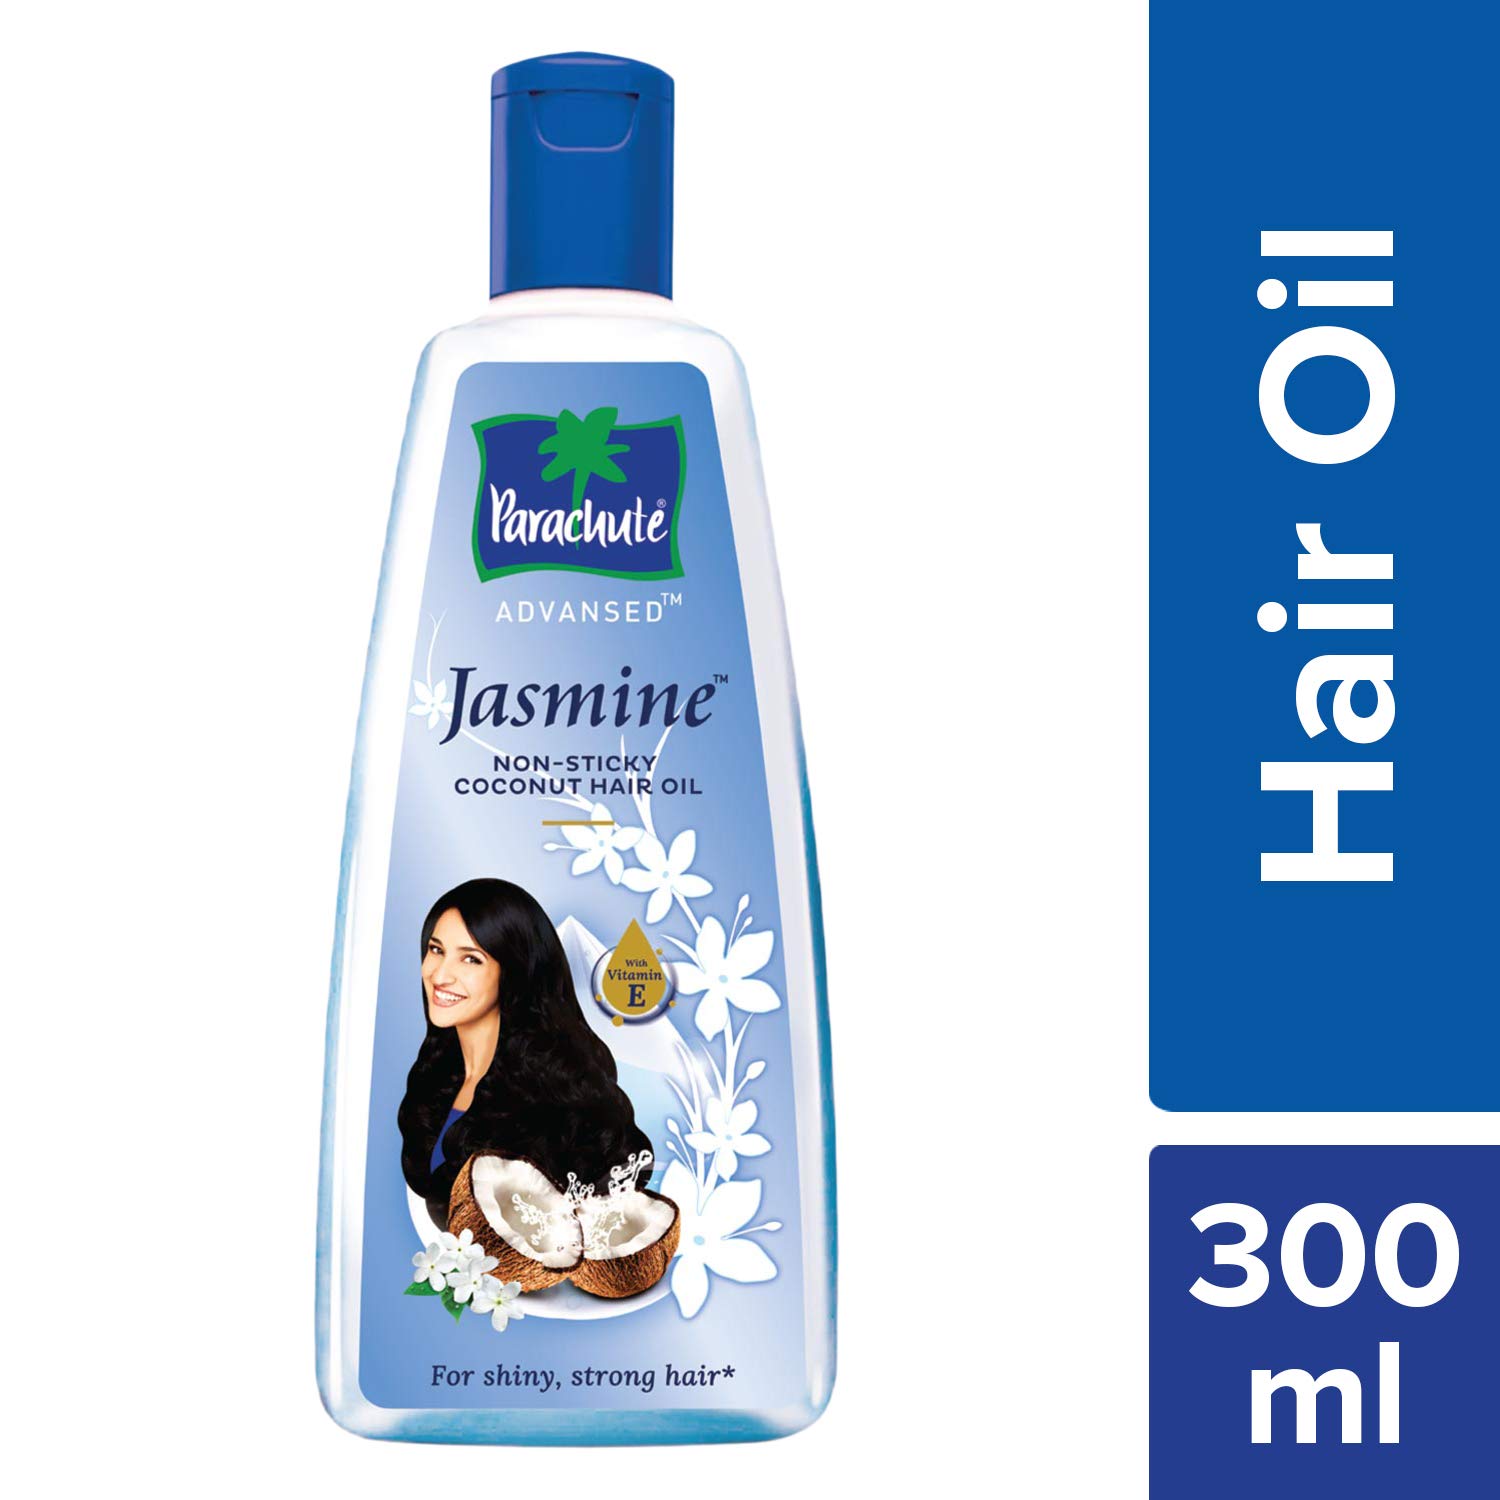 Parachute®
ADVANSED™
Jasmine™
NON-STICKY
COCONUT HAIR OIL
With
Vitamin
E
For shiny, strong hair*
Hair Oil
300
ml